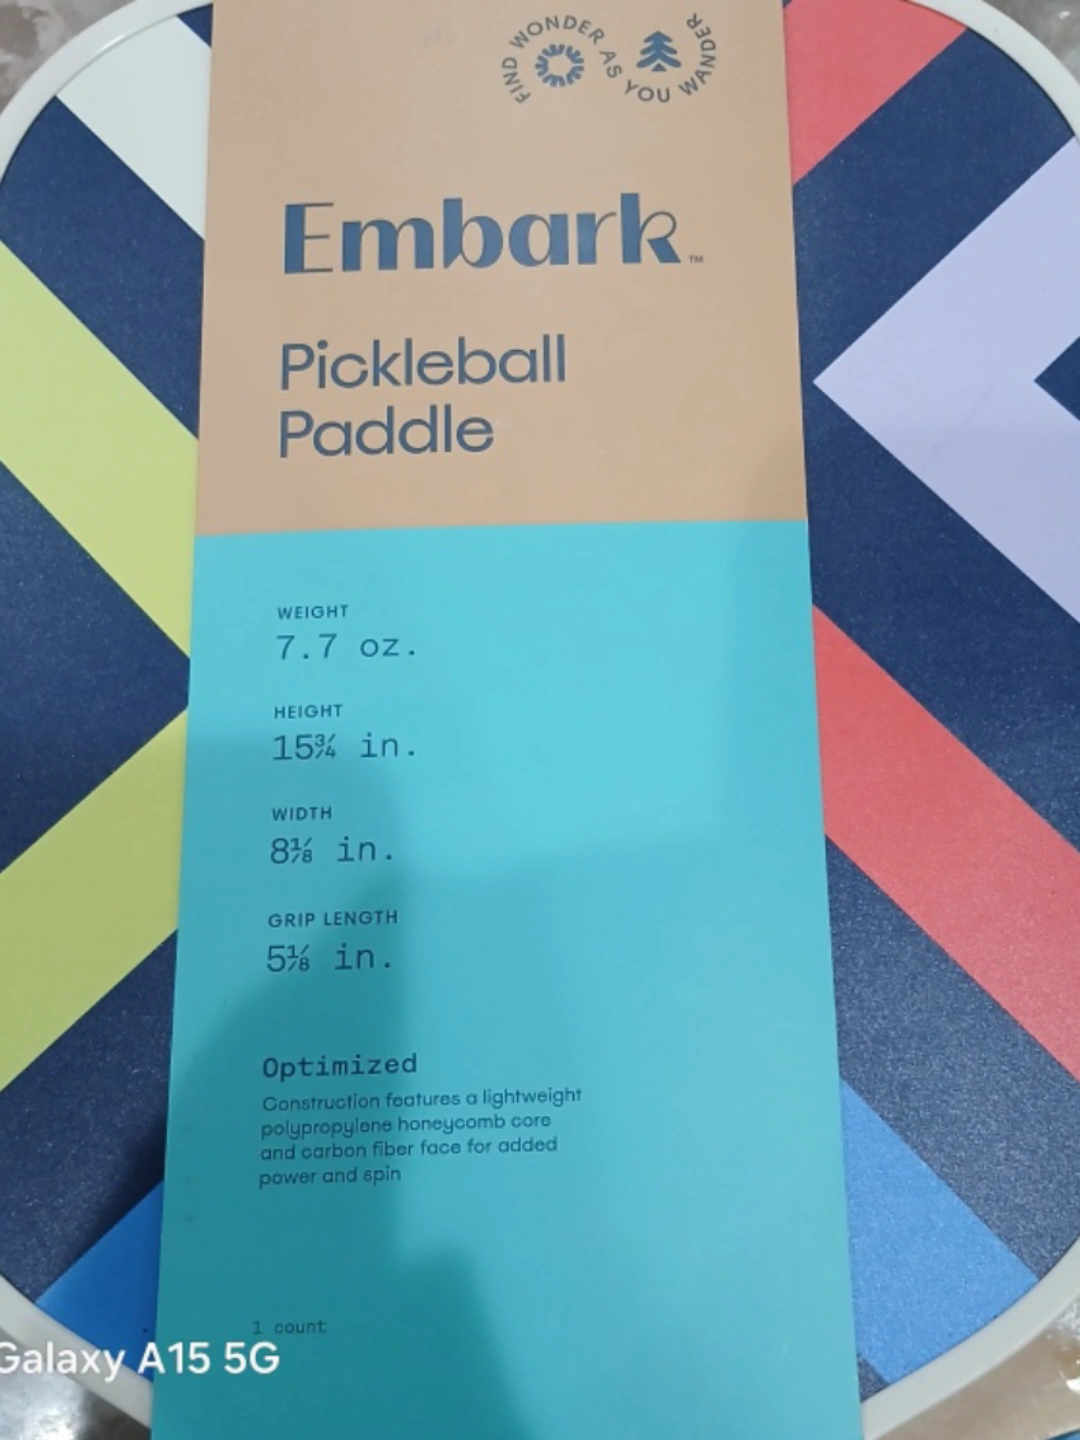 FIND WONDER AS YOU WANDER
Embark™
Pickleball
Paddle
WEIGHT
7.7 oz.
HEIGHT
15¾ in.
WIDTH
8⅛ in.
GRIP LENGTH
5⅛ in.
Optimized
Construction features a lightweight
polypropylene honeycomb core
and carbon fiber face for added
power and spin
1 count
Galaxy A15 5G